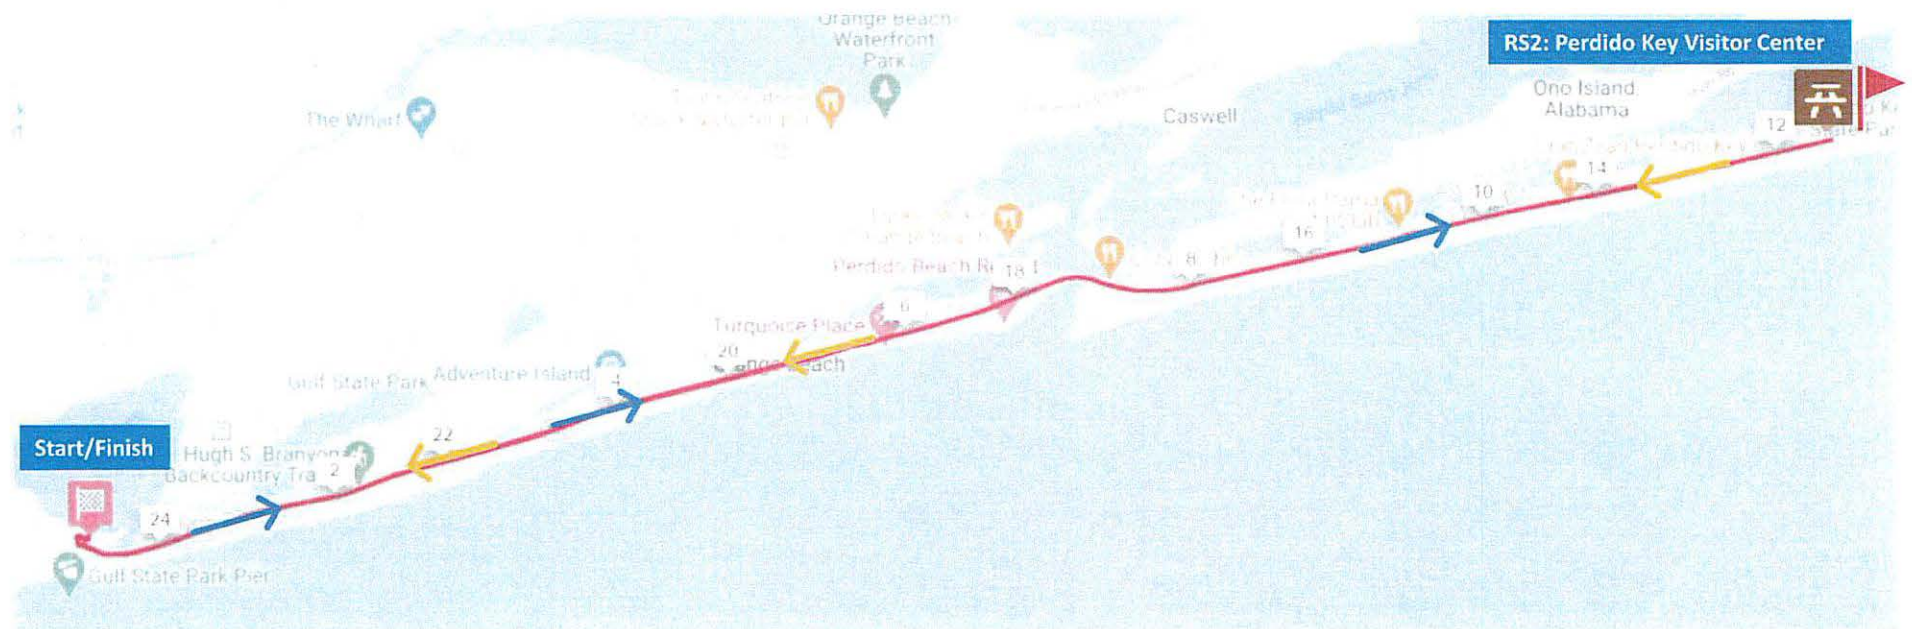 Orange Beach
Waterfront
Park
RS2: Perdido Key Visitor Center
The Wharf
Caswell
Ono Island,
Alabama
12
14
10
16
8
Perdido Beach
18
6
Turquoise Place
20
Beach
Gulf State Park
Adventure Island
4
22
Start/Finish
Hugh S. Branyon
Backcountry Tra
2
24
Gulf State Park Pier